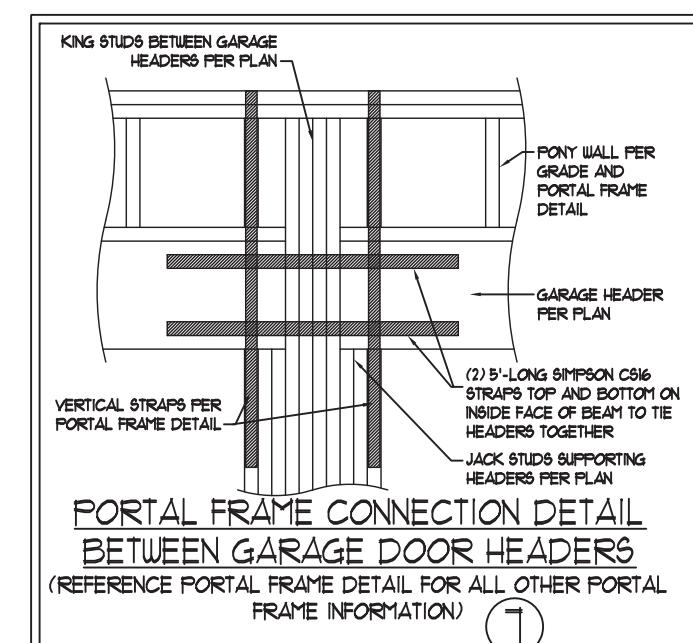 KING STUDS BETWEEN GARAGE
HEADERS PER PLAN
PONY WALL PER
GRADE AND
PORTAL FRAME
DETAIL
GARAGE HEADER
PER PLAN
(2) 5'-LONG SIMPSON CS16
STRAPS TOP AND BOTTOM ON
INSIDE FACE OF BEAM TO TIE
HEADERS TOGETHER
VERTICAL STRAPS PER
PORTAL FRAME DETAIL
JACK STUDS SUPPORTING
HEADERS PER PLAN
PORTAL FRAME CONNECTION DETAIL
BETWEEN GARAGE DOOR HEADERS
(REFERENCE PORTAL FRAME DETAIL FOR ALL OTHER PORTAL
FRAME INFORMATION)